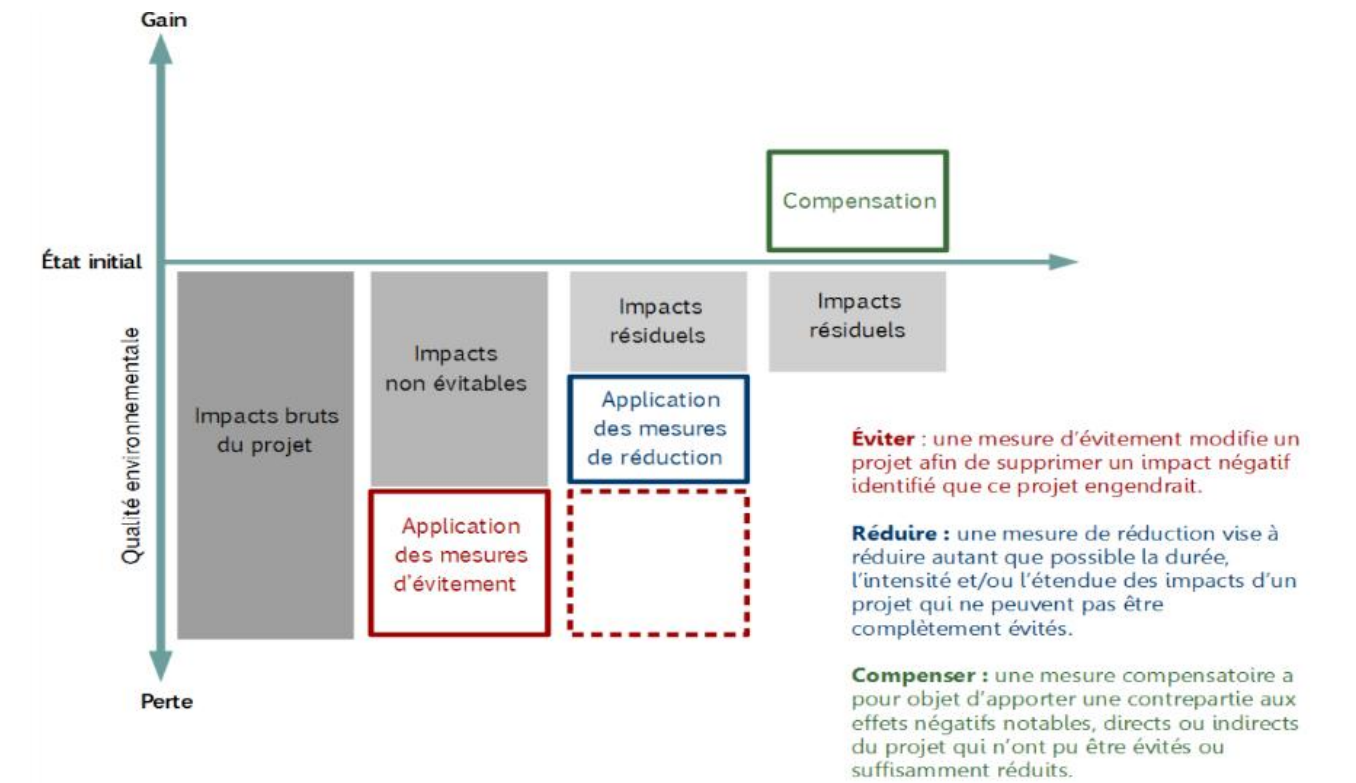 Gain
Compensation
État initial
Qualité environnementale
Impacts bruts
du projet
Impacts
non évitables
Application
des mesures
d'évitement
Impacts
résiduels
Application
des mesures
de réduction
Impacts
résiduels
Perte
Éviter : une mesure d'évitement modifie un
projet afin de supprimer un impact négatif
identifié que ce projet engendrait.
Réduire : une mesure de réduction vise à
réduire autant que possible la durée,
l'intensité et/ou l'étendue des impacts d'un
projet qui ne peuvent pas être
complètement évités.
Compenser : une mesure compensatoire a
pour objet d'apporter une contrepartie aux
effets négatifs notables, directs ou indirects
du projet qui n'ont pu être évités ou
suffisamment réduits.